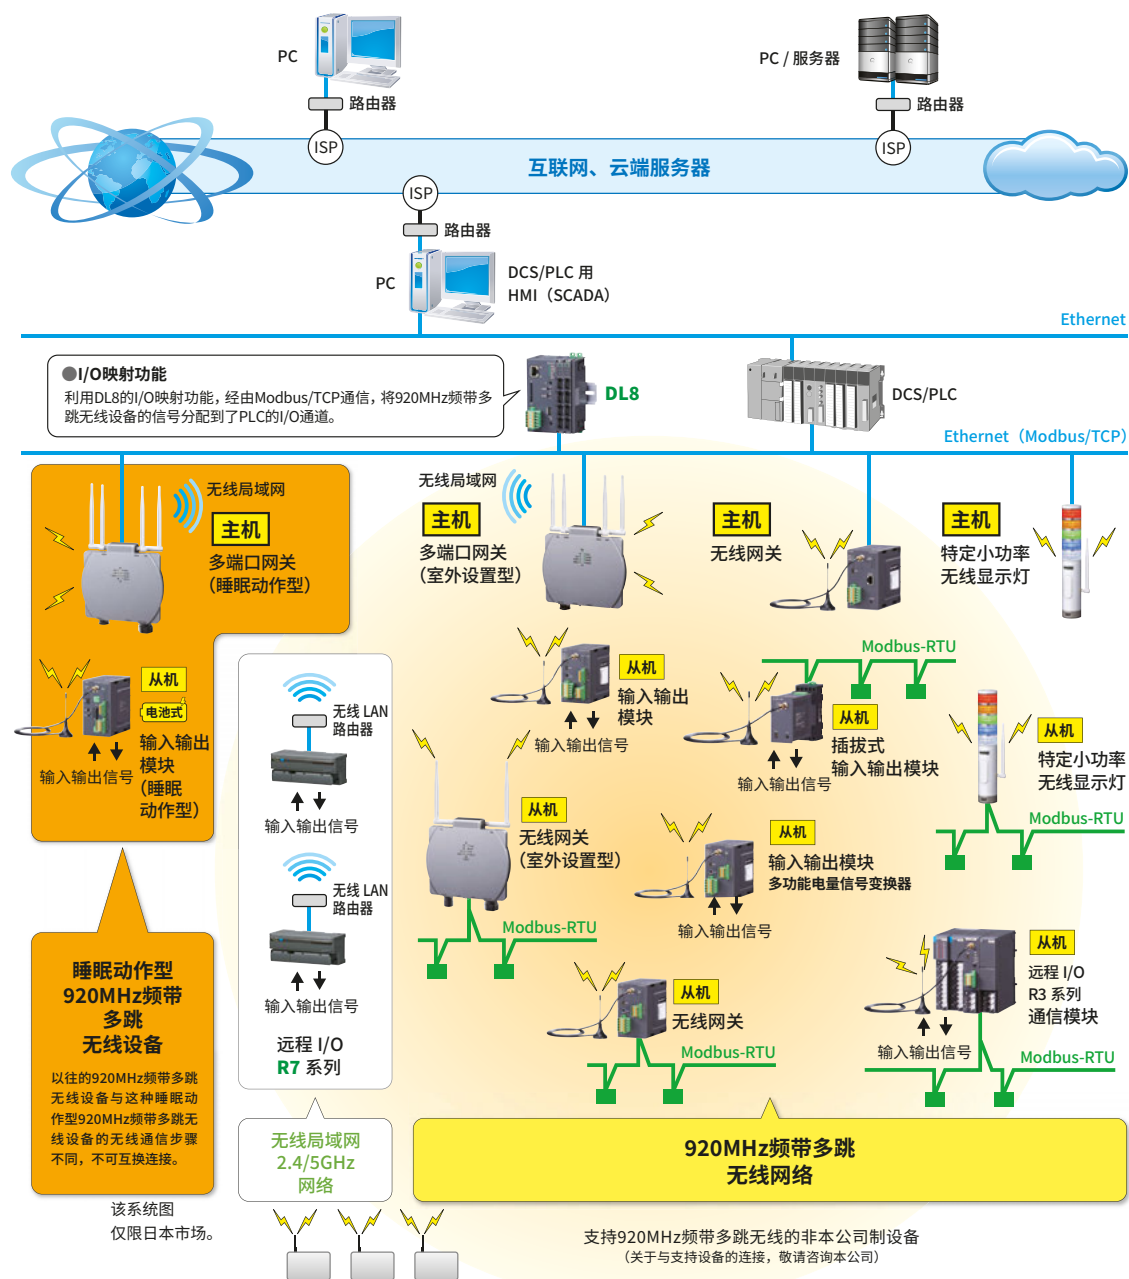 PC
路由器
ISP
PC / 服务器
路由器
ISP
互联网、云端服务器
ISP
路由器
PC
DCS/PLC 用
HMI（SCADA）
Ethernet
●I/O映射功能
利用DL8的I/O映射功能，经由Modbus/TCP通信，将920MHz频带多
跳无线设备的信号分配到了PLC的I/O通道。
DL8
DCS/PLC
Ethernet（Modbus/TCP）
无线局域网
主机
多端口网关
（睡眠动作型）
无线局域网
主机
多端口网关
（室外设置型）
主机
无线网关
主机
特定小功率
无线显示灯
从机
电池式
输入输出
模块
（睡眠
动作型）
输入输出信号
无线 LAN
路由器
输入输出信号
无线 LAN
路由器
输入输出信号
远程 I/O
R7 系列
从机
输入输出
模块
输入输出信号
Modbus-RTU
从机
插拔式
输入输出模块
输入输出信号
从机
特定小功率
无线显示灯
Modbus-RTU
从机
无线网关
（室外设置型）
Modbus-RTU
从机
输入输出模块
多功能电量信号变换器
输入输出信号
从机
无线网关
Modbus-RTU
从机
远程 I/O
R3 系列
通信模块
输入输出信号
Modbus-RTU
睡眠动作型
920MHz频带
多跳
无线设备
以往的920MHz频带多跳
无线设备与这种睡眠动
作型920MHz频带多跳无
线设备的无线通信步骤
不同，不可互换连接。
无线局域网
2.4/5GHz
网络
920MHz频带多跳
无线网络
该系统图
仅限日本市场。
支持920MHz频带多跳无线的非本公司制设备
（关于与支持设备的连接，敬请咨询本公司）